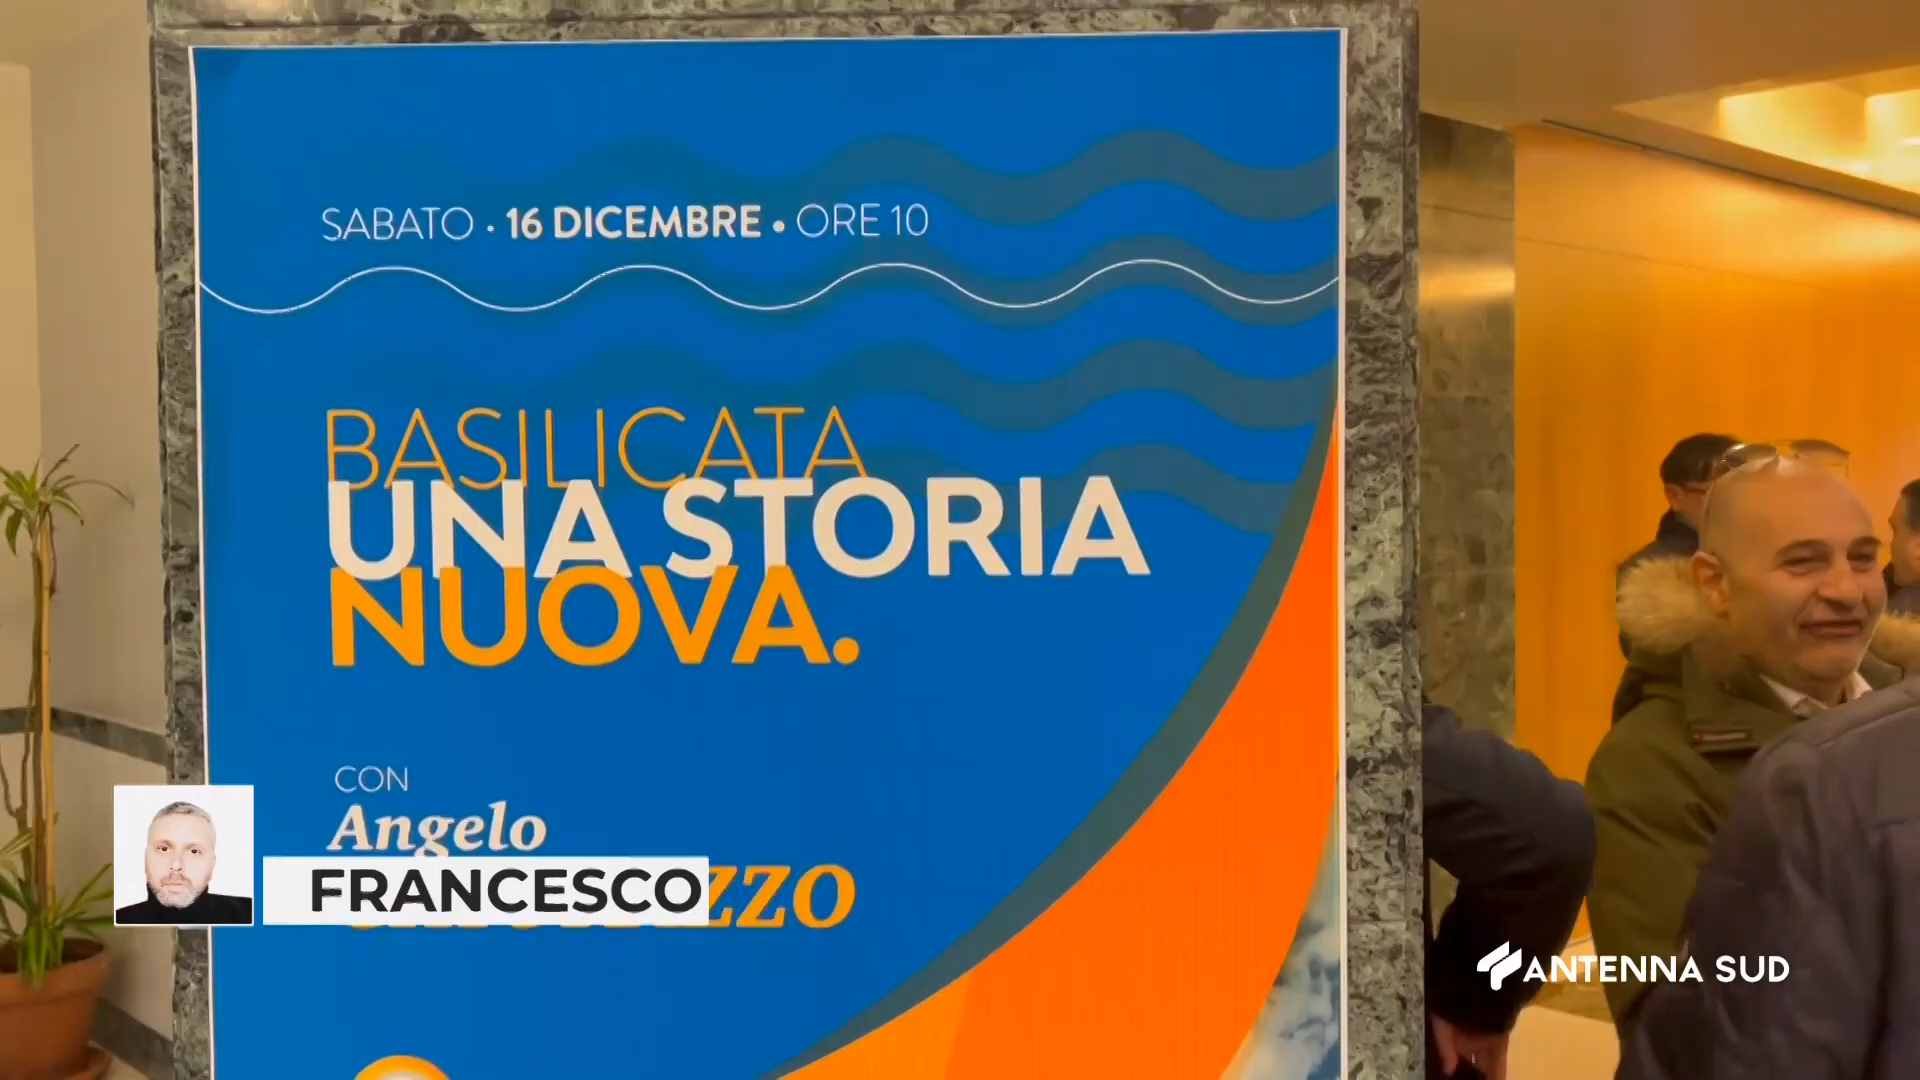 SABATO · 16 DICEMBRE • ORE 10
BASILICATA
UNA STORIA
NUOVA.
CON
Angelo
FRANCESCO
ANTENNA SUD